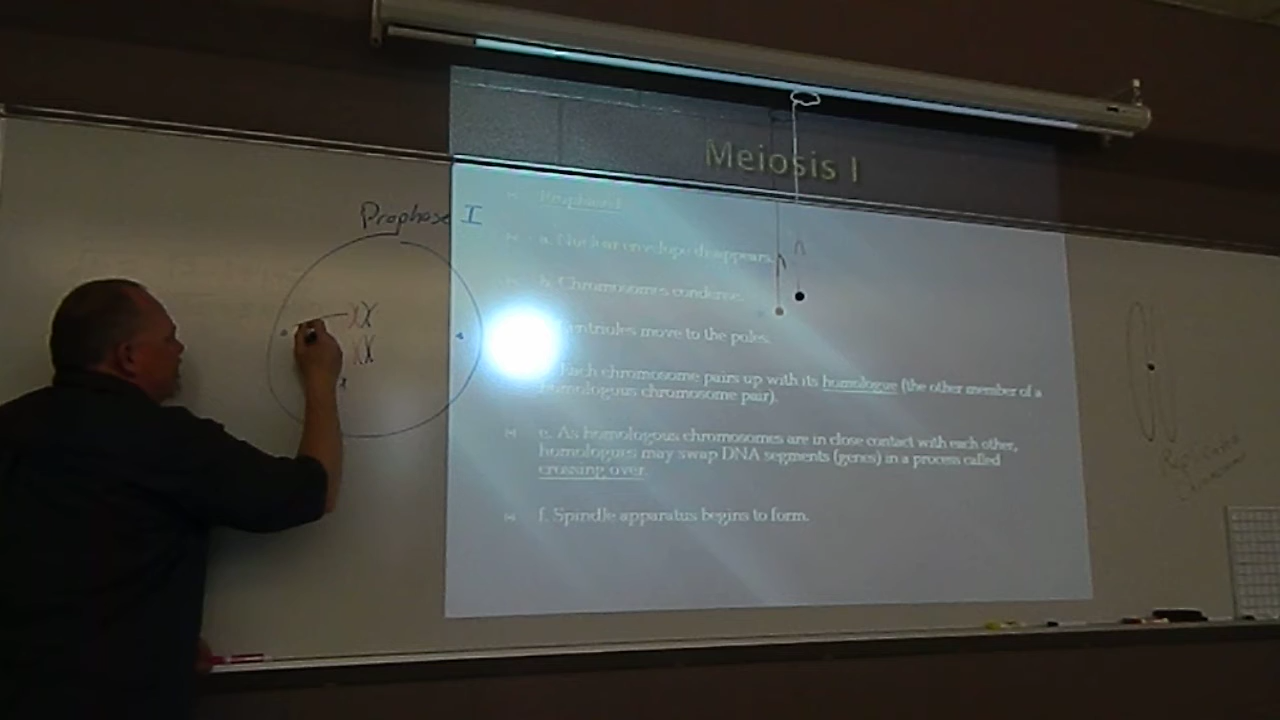 Meiosis I
Prophase I
Prophase I
a. Nuclear envelope disappears.
b. Chromosomes condense.
Centrioles move to the poles.
Each chromosome pairs up with its homologue (the other member of a
homologous chromosome pair).
e. As homologous chromosomes are in close contact with each other,
homologues may swap DNA segments (genes) in a process called
crossing over.
f. Spindle apparatus begins to form.
XX
XX